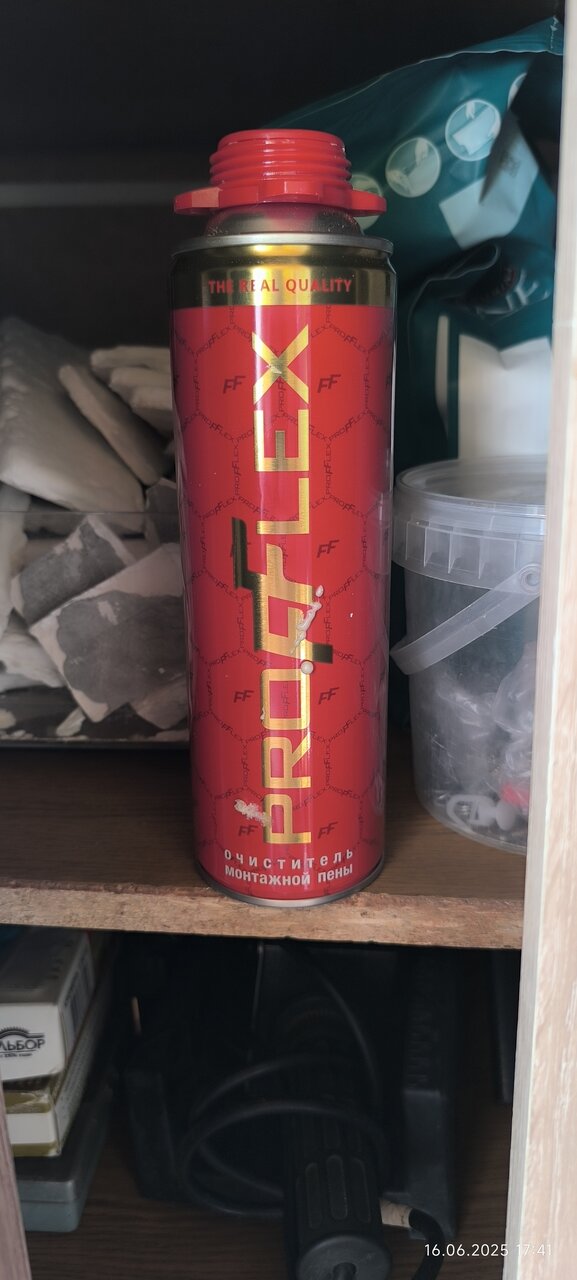 THE REAL QUALITY
PROFFLEX
очиститель
монтажной пены
16.06.2025 17:41